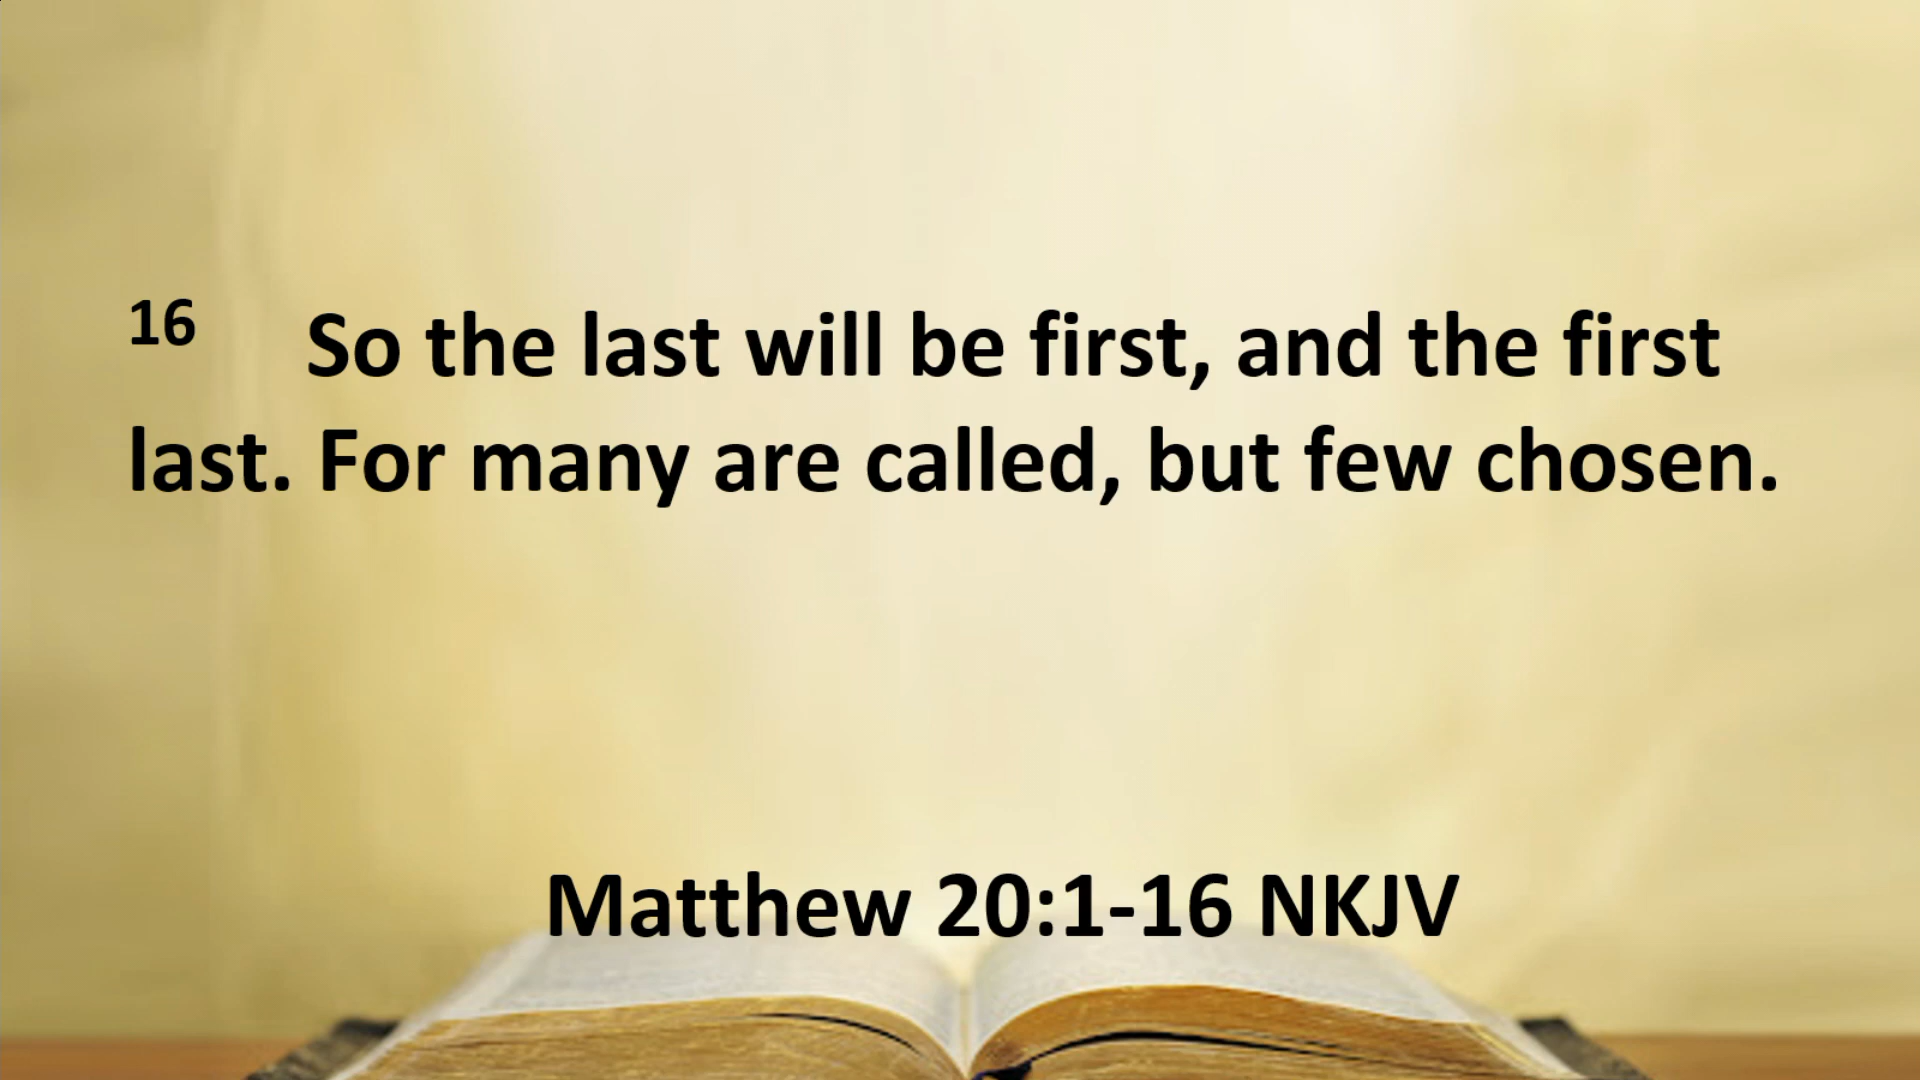 16 So the last will be first, and the first
last. For many are called, but few chosen.
Matthew 20:1-16 NKJV